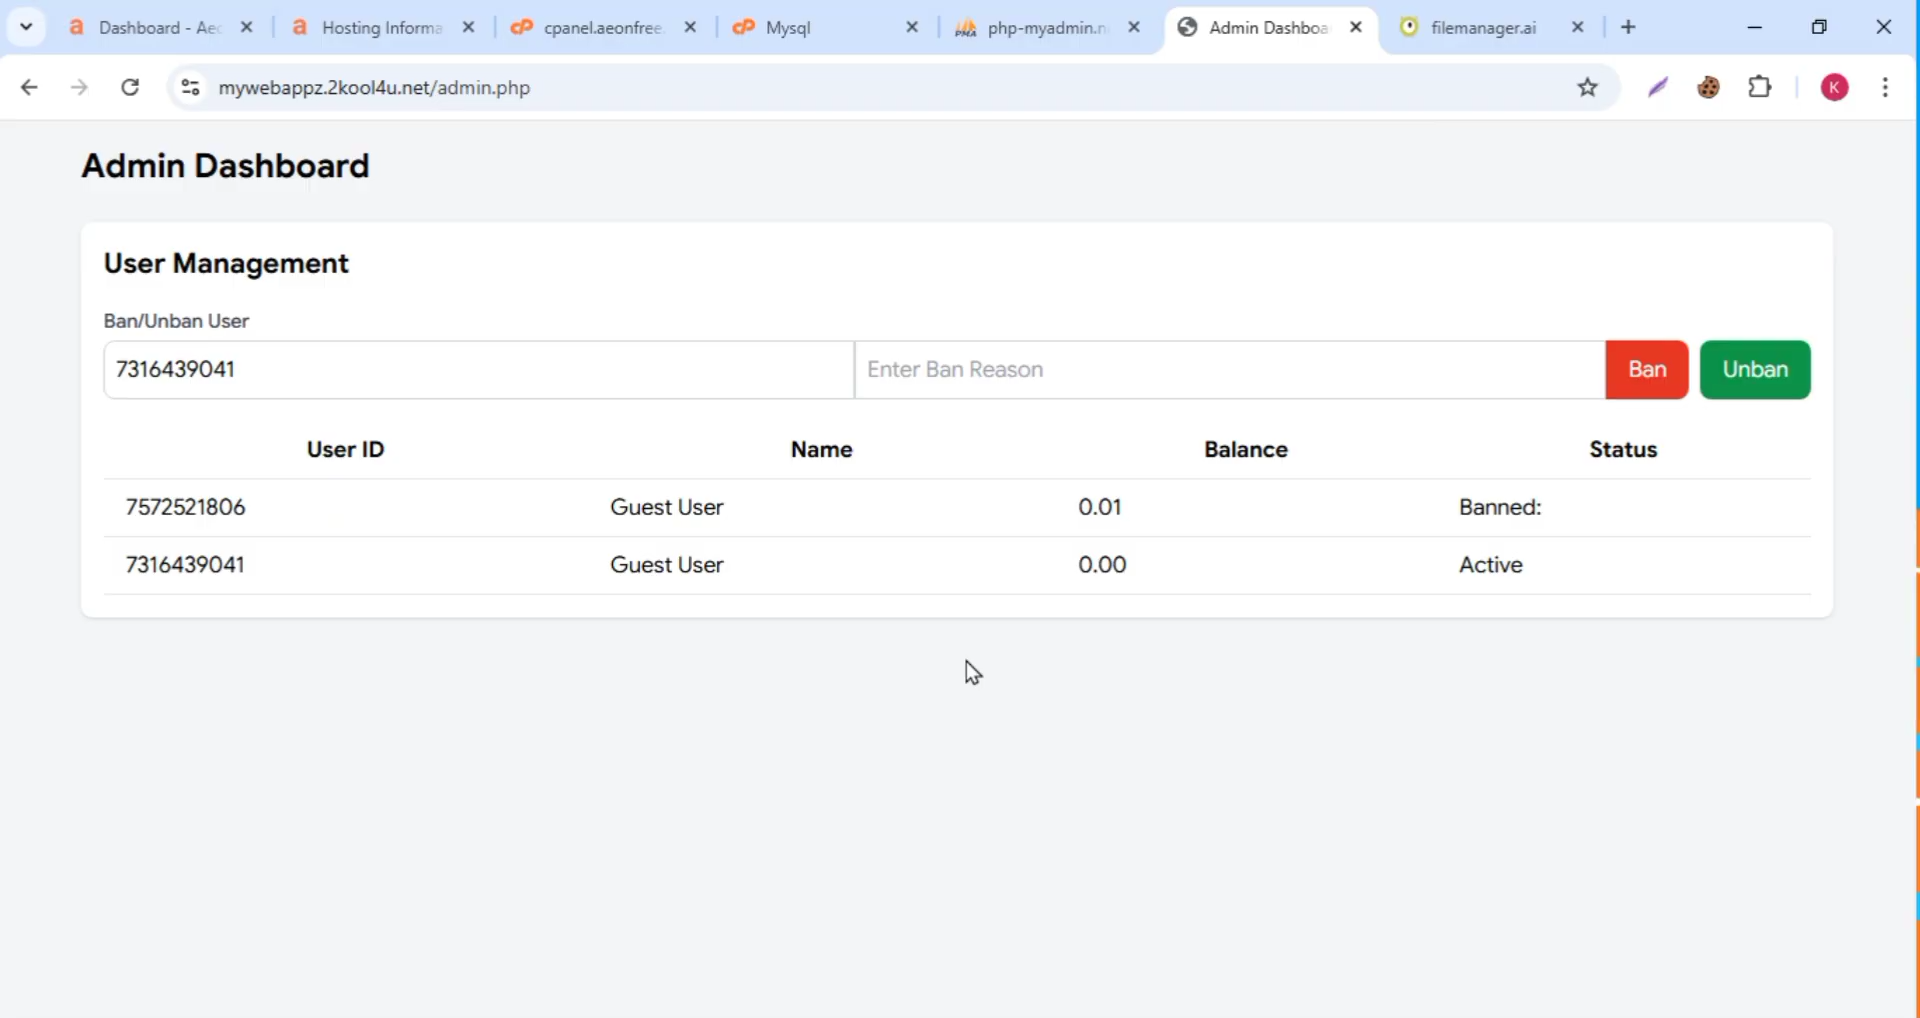 Dashboard - Aec
Hosting Informa
cpanel.aeonfree.
Mysql
php-myadmin.n
Admin Dashboa
filemanager.ai
mywebappz.2kool4u.net/admin.php
K
Admin Dashboard
User Management
Ban/Unban User
7316439041
Enter Ban Reason
Ban
Unban
User ID Name Balance Status
7572521806 Guest User 0.01 Banned:
7316439041 Guest User 0.00 Active